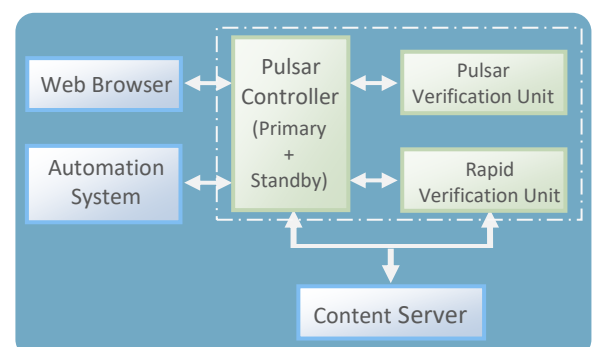 Web Browser
Automation
System
Pulsar
Controller
(Primary
+
Standby)
Pulsar
Verification Unit
Rapid
Verification Unit
Content Server